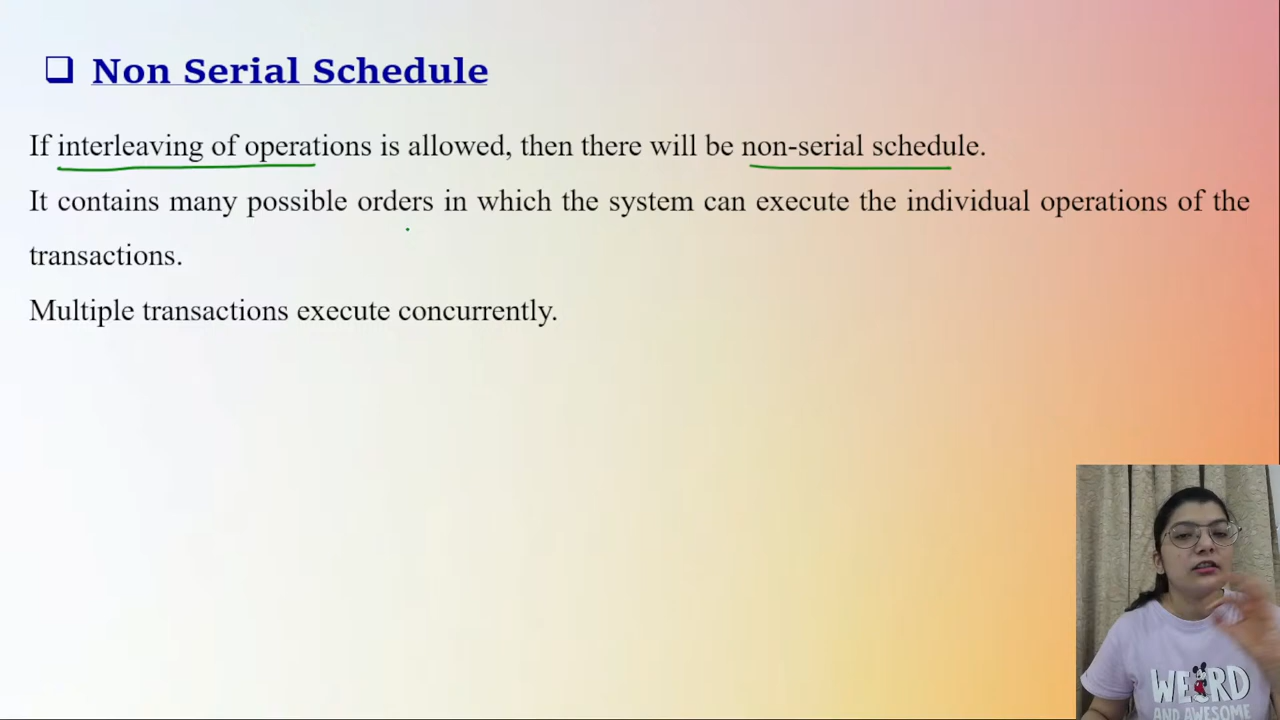 Non Serial Schedule
If interleaving of operations is allowed, then there will be non-serial schedule.
It contains many possible orders in which the system can execute the individual operations of the
transactions.
Multiple transactions execute concurrently.
WEIRD
AND AWESOME